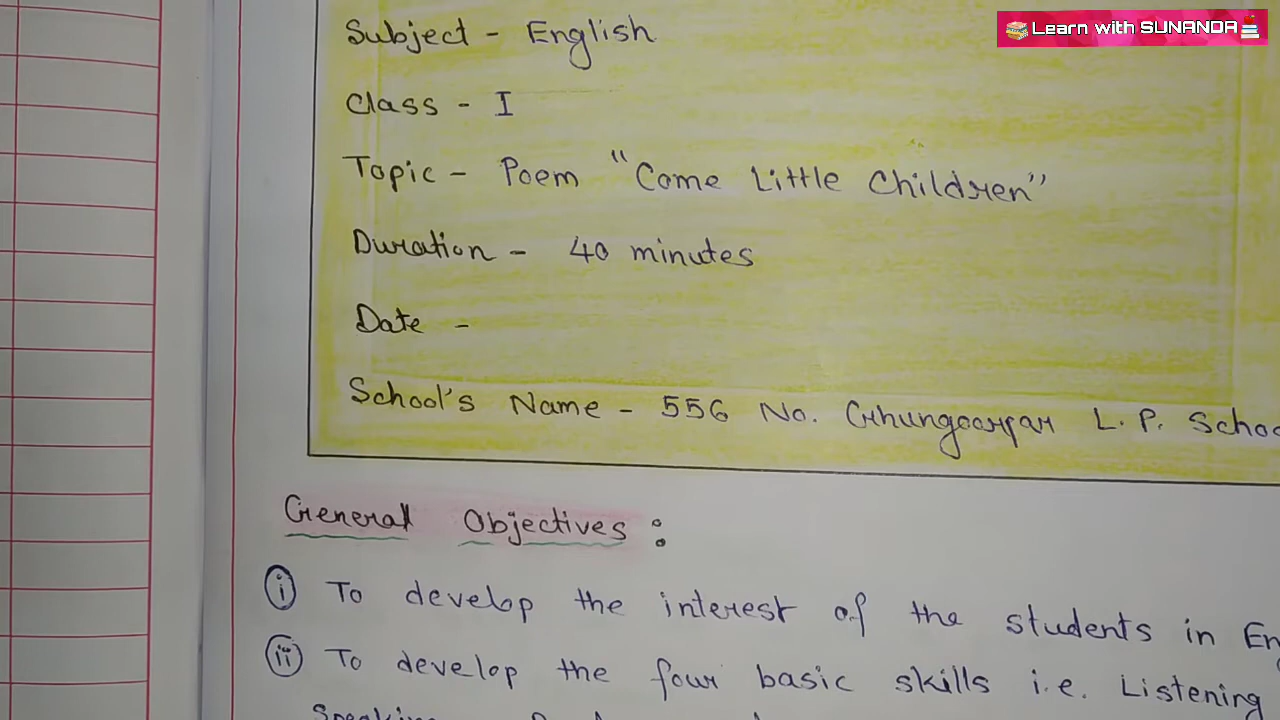 Learn with SUNANDA
Subject - English
Class - I
Topic - Poem "Come Little Children"
Duration - 40 minutes
Date -
School's Name - 556 No. Ghungoorpar L. P. Schoo
General Objectives :
(i) To develop the interest of the students in En
(ii) To develop the four basic skills i.e. Listening